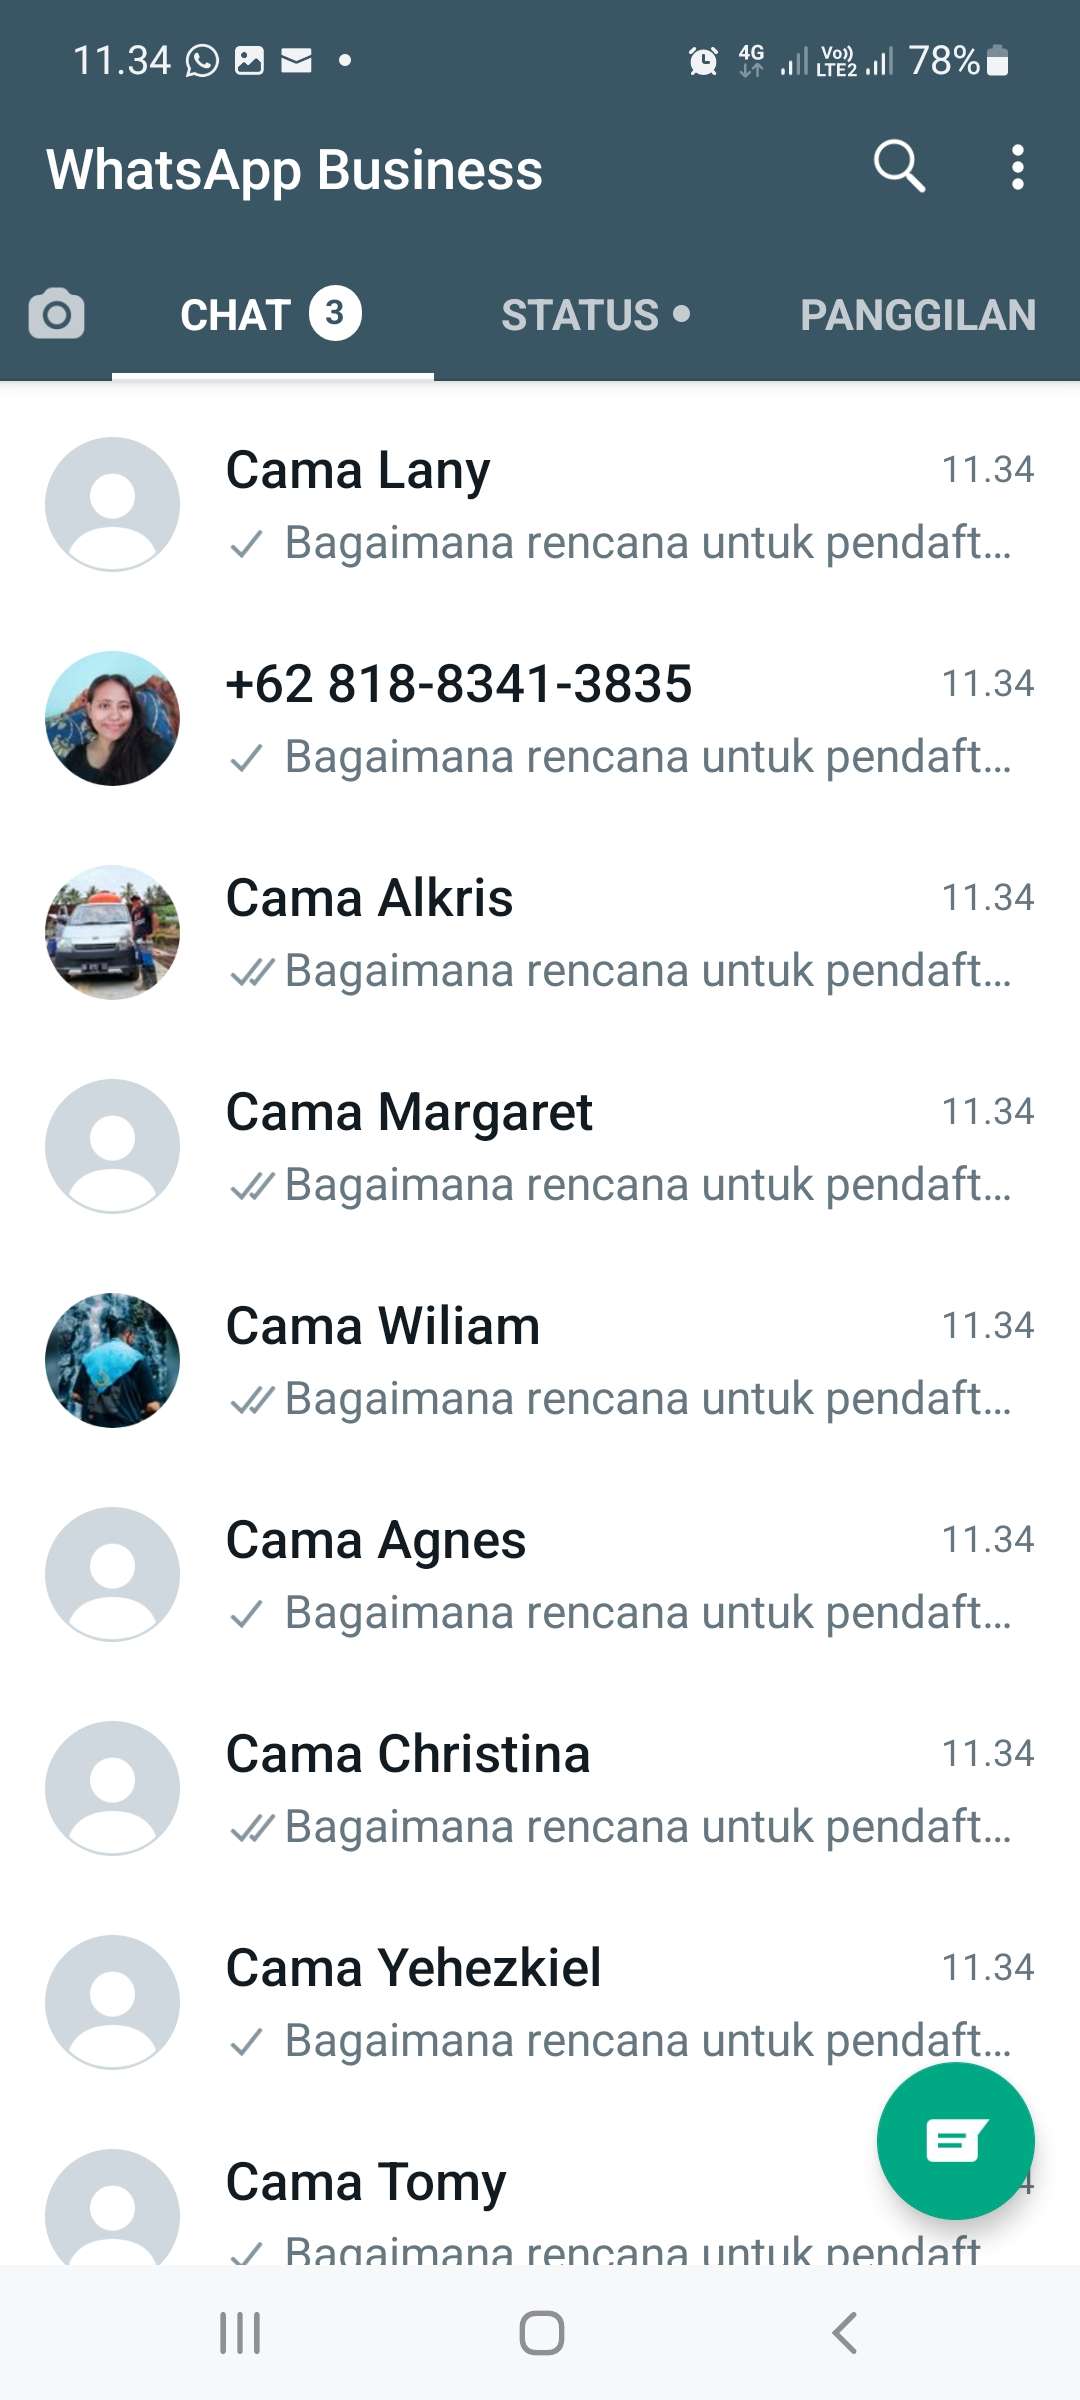 11.34
4G Vo)) LTE2 78%
WhatsApp Business
CHAT 3 STATUS PANGGILAN
Cama Lany 11.34
Bagaimana rencana untuk pendaft...
+62 818-8341-3835 11.34
Bagaimana rencana untuk pendaft...
Cama Alkris 11.34
Bagaimana rencana untuk pendaft...
Cama Margaret 11.34
Bagaimana rencana untuk pendaft...
Cama Wiliam 11.34
Bagaimana rencana untuk pendaft...
Cama Agnes 11.34
Bagaimana rencana untuk pendaft...
Cama Christina 11.34
Bagaimana rencana untuk pendaft...
Cama Yehezkiel 11.34
Bagaimana rencana untuk pendaft...
Cama Tomy 4
Bagaimana rencana untuk pendaft